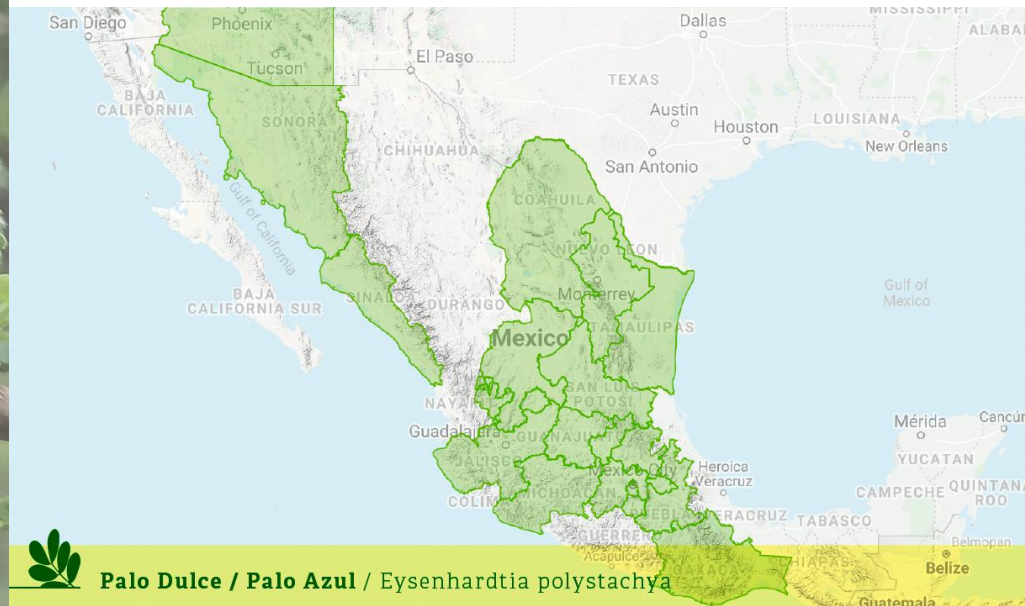 San Diego
Phoenix
Dallas
MISSISSIPPI
ALABA
Tucson
El Paso
TEXAS
BAJA
CALIFORNIA
SONORA
Austin
LOUISIANA
Houston
CHIHUAHUA
New Orleans
San Antonio
COAHUILA
Gulf of California
NUEVO LEON
Gulf of
Mexico
BAJA
CALIFORNIA SUR
SINALOA
DURANGO
Monterrey
TAMAULIPAS
Mexico
SAN LUIS
POTOSI
NAYARIT
Mérida
Cancún
Guadalajara
GUANAJUATO
YUCATAN
JALISCO
Mexico City
Heroica
Veracruz
CAMPECHE
QUINTANA
ROO
COLIMA
MICHOACAN
PUEBLA
VERACRUZ
TABASCO
GUERRERO
Belmopan
Acapulco
OAXACA
CHIAPAS
Belize
Palo Dulce / Palo Azul / Eysenhardtia polystachya
Guatemala